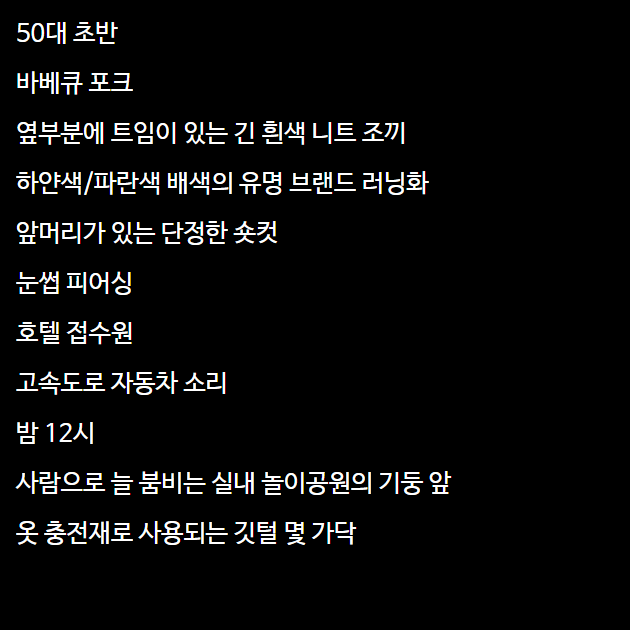 50대 초반
바베큐 포크
옆부분에 트임이 있는 긴 흰색 니트 조끼
하얀색/파란색 배색의 유명 브랜드 러닝화
앞머리가 있는 단정한 숏컷
눈썹 피어싱
호텔 접수원
고속도로 자동차 소리
밤 12시
사람으로 늘 붐비는 실내 놀이공원의 기둥 앞
옷 충전재로 사용되는 깃털 몇 가닥